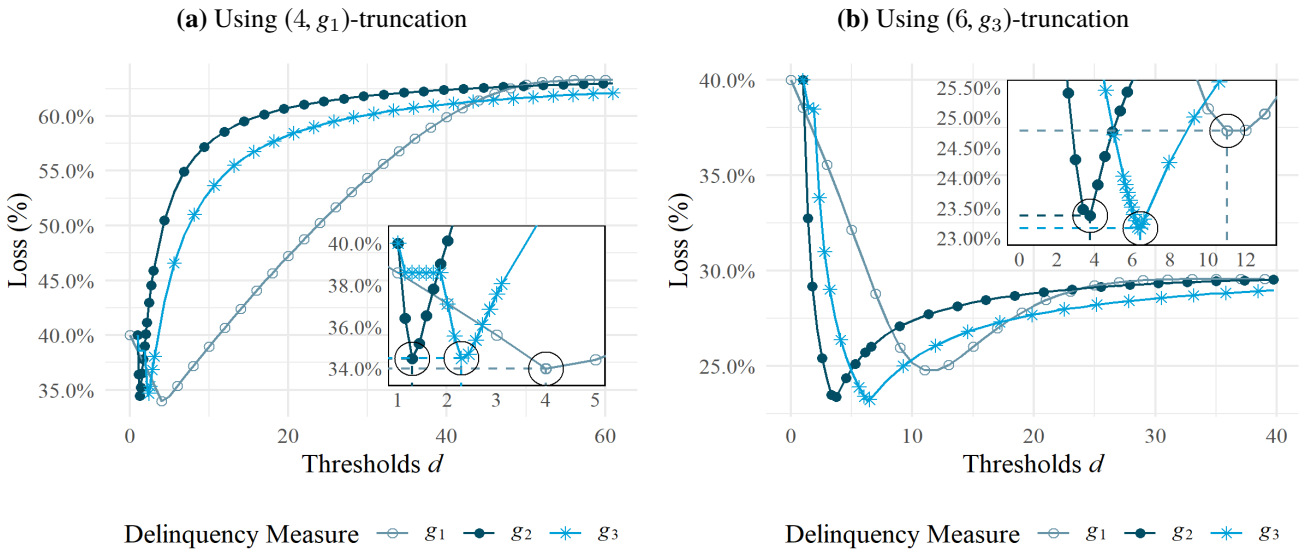 (a) Using (4, g1)-truncation
Loss (%)
60.0%
55.0%
50.0%
45.0%
40.0%
35.0%
0 20 40 60
Thresholds d
40.0%
38.0%
36.0%
34.0%
1 2 3 4 5
Delinquency Measure g1 g2 g3
(b) Using (6, g3)-truncation
Loss (%)
40.0%
35.0%
30.0%
25.0%
0 10 20 30 40
Thresholds d
25.50%
25.00%
24.50%
24.00%
23.50%
23.00%
0 2 4 6 8 10 12
Delinquency Measure g1 g2 g3